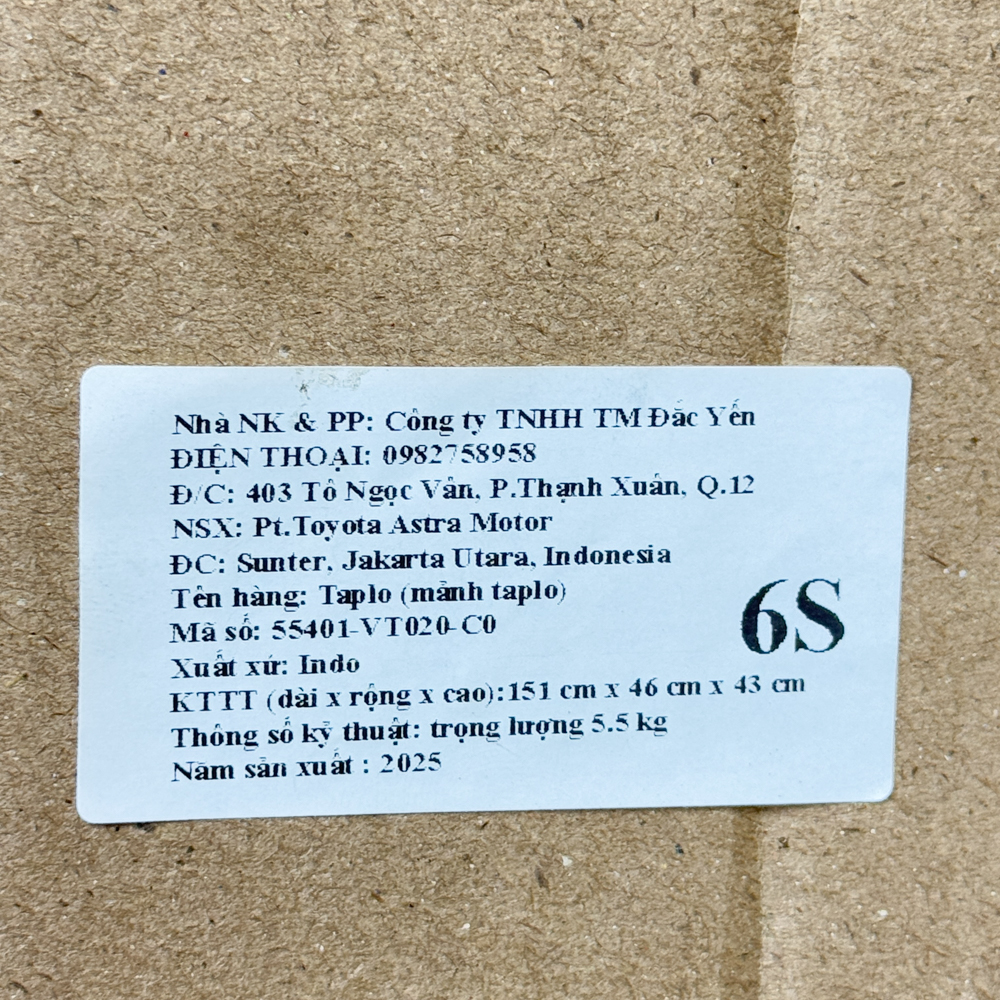 Nhà NK & PP: Công ty TNHH TM Đắc Yến
ĐIỆN THOẠI: 0982758958
Đ/C: 403 Tô Ngọc Vân, P.Thạnh Xuân, Q.12
NSX: Pt.Toyota Astra Motor
ĐC: Sunter, Jakarta Utara, Indonesia
Tên hàng: Taplo (mảnh taplo)
Mã số: 55401-VT020-C0
Xuất xứ: Indo
KTTT (dài x rộng x cao):151 cm x 46 cm x 43 cm
Thông số kỹ thuật: trọng lượng 5.5 kg
Năm sản xuất : 2025
6S